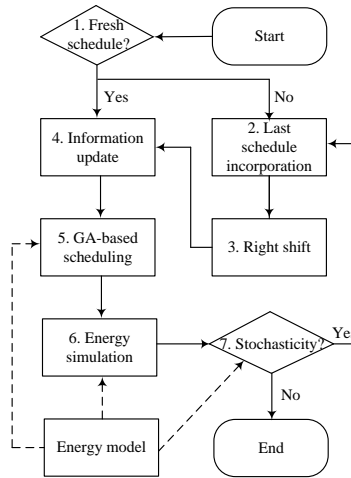 1. Fresh
schedule?
Start
Yes
No
4. Information
update
2. Last
schedule
incorporation
5. GA-based
scheduling
3. Right shift
6. Energy
simulation
7. Stochasticity?
Yes
No
Energy model
End